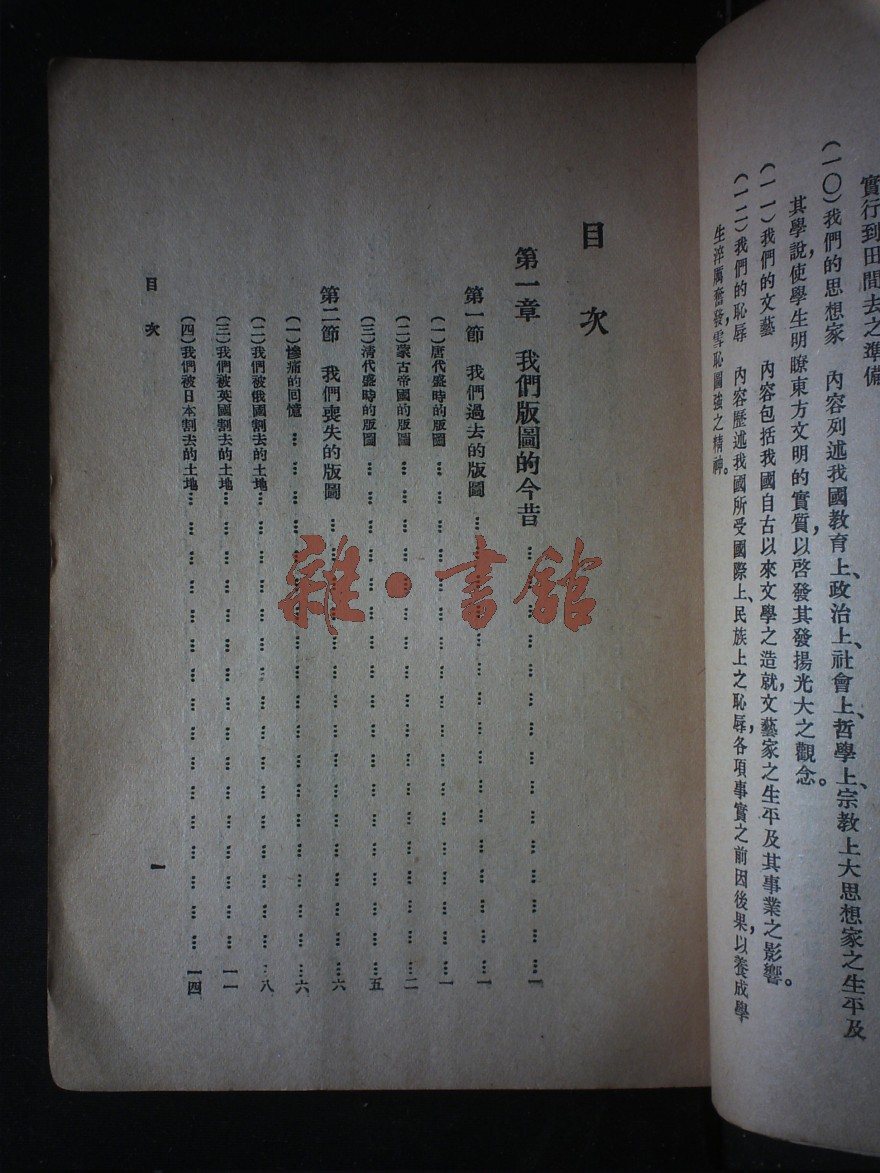 實行到田間去之準備
(一〇)我們的思想家 內容列述我國教育上、政治上、社會上、哲學上、宗教上大思想家之生平及
其學說,使學生明瞭東方文明的實質,以啓發其發揚光大之觀念。
(一一)我們的文藝 內容包括我國自古以來文學之造就,文藝家之生平及其事業之影響。
(一二)我們的恥辱 內容歷述我國所受國際上、民族上之恥辱,各項事實之前因後果,以養成學
生淬厲奮發,雪恥圖強之精神。
目次
第一章 我們版圖的今昔……一
第一節 我們過去的版圖……一
(一)唐代盛時的版圖……一
(二)蒙古帝國的版圖……二
(三)清代盛時的版圖……五
第二節 我們喪失的版圖……六
(一)慘痛的回憶……六
(二)我們被俄國割去的土地……八
(三)我們被英國割去的土地……一一
(四)我們被日本割去的土地……一四
目次 一
雜·書館